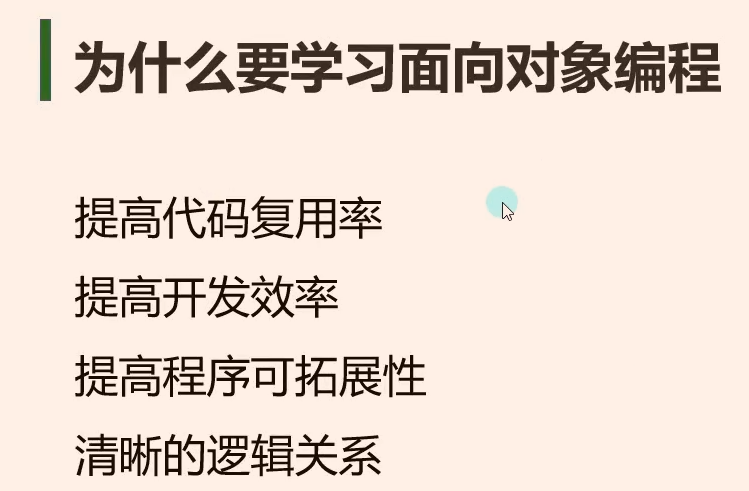 为什么要学习面向对象编程
提高代码复用率
提高开发效率
提高程序可拓展性
清晰的逻辑关系